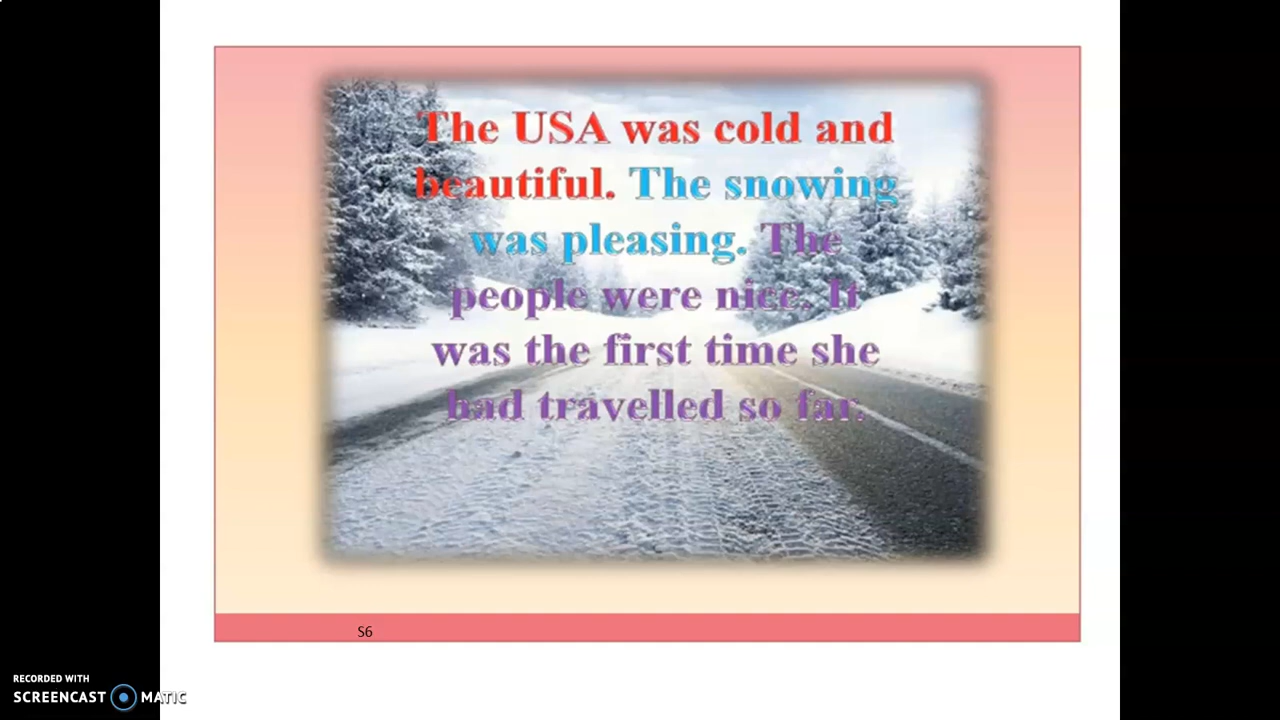 The USA was cold and
beautiful. The snowing
was pleasing. The
people were nice. It
was the first time she
had travelled so far.
S6
RECORDED WITH
SCREENCAST MATIC